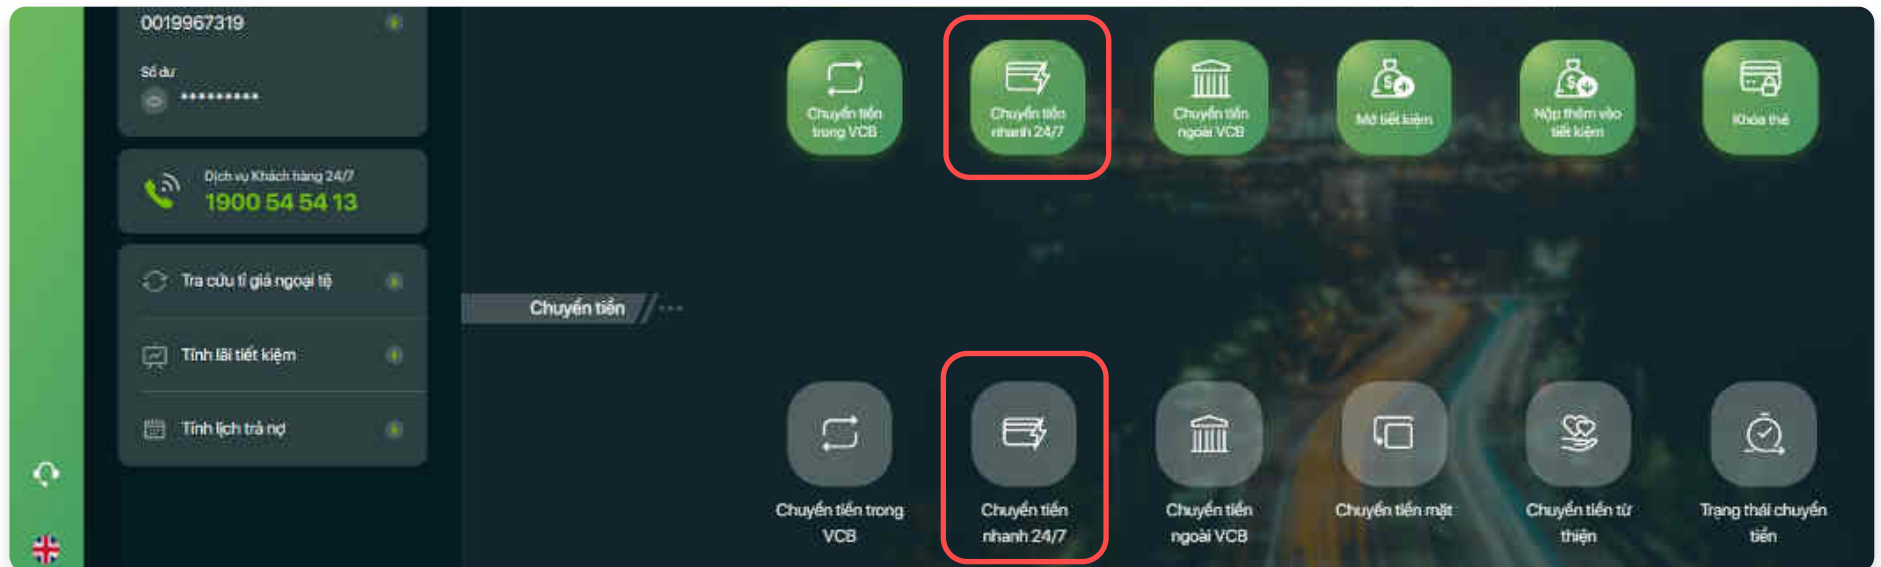 0019967319
Số dư
*********
Dịch vụ Khách hàng 24/7
1900 54 54 13
Tra cứu tỉ giá ngoại tệ
Tính lãi tiết kiệm
Tính lịch trả nợ
Chuyển tiền
trong VCB
Chuyển tiền
nhanh 24/7
Chuyển tiền
ngoài VCB
Mở tiết kiệm
Nộp thêm vào
tiết kiệm
Khóa thẻ
Chuyển tiền
Chuyển tiền trong
VCB
Chuyển tiền
nhanh 24/7
Chuyển tiền
ngoài VCB
Chuyển tiền mặt
Chuyển tiền từ
thiện
Trạng thái chuyển
tiền